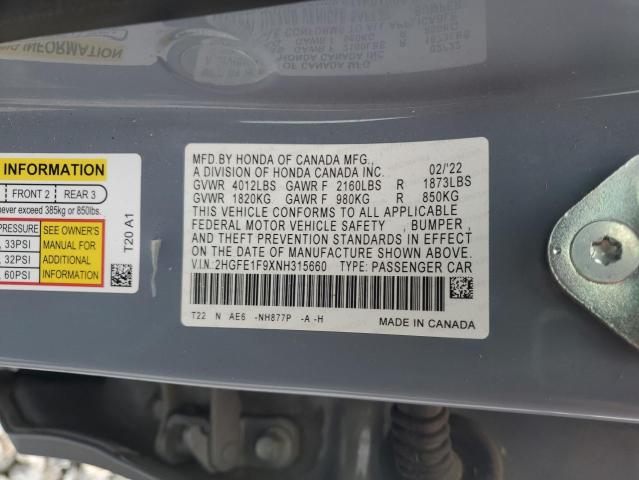 INFORMATION
FRONT 2 REAR 3
never exceed 385kg or 850lbs.
PRESSURE
, 33PSI
, 32PSI
, 60PSI
SEE OWNER'S
MANUAL FOR
ADDITIONAL
INFORMATION
T20 A1
MFD.BY HONDA OF CANADA MFG.,
A DIVISION OF HONDA CANADA INC. 02/'22
GVWR 4012LBS GAWR F 2160LBS R 1873LBS
GVWR 1820KG GAWR F 980KG R 850KG
THIS VEHICLE CONFORMS TO ALL APPLICABLE
FEDERAL MOTOR VEHICLE SAFETY , BUMPER ,
AND THEFT PREVENTION STANDARDS IN EFFECT
ON THE DATE OF MANUFACTURE SHOWN ABOVE.
V.I.N. 2HGFE1F9XNH315660 TYPE: PASSENGER CAR
T22 N AE6 -NH877P -A -H
MADE IN CANADA